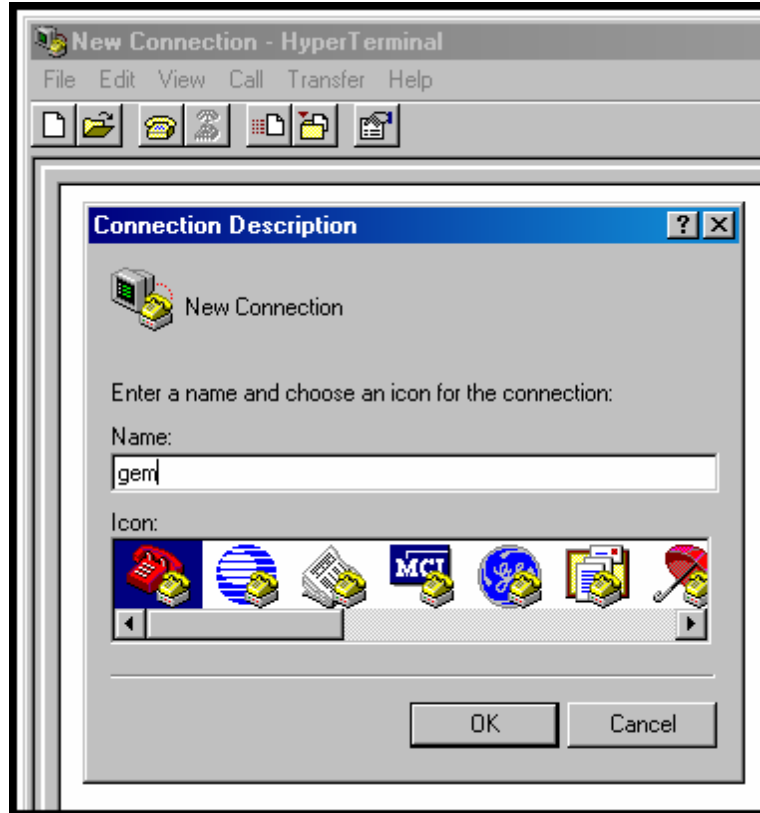 New Connection - HyperTerminal
File Edit View Call Transfer Help
Connection Description
New Connection
Enter a name and choose an icon for the connection:
Name:
gem
Icon:
MCI
OK Cancel